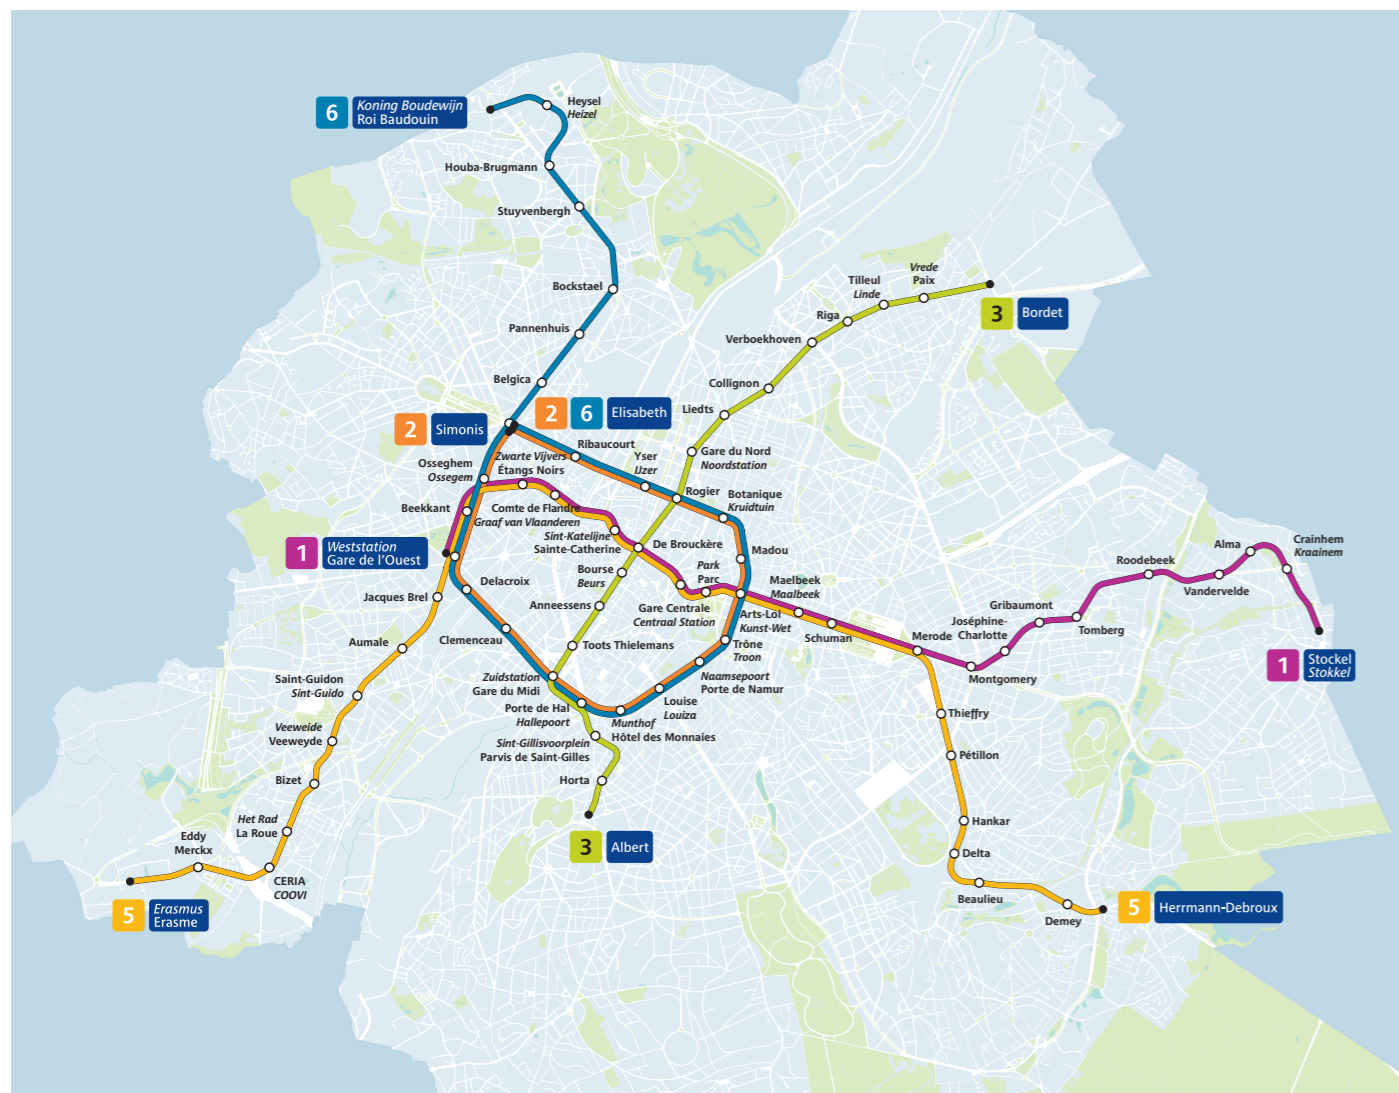 6
Koning Boudewijn
Roi Baudouin
Heysel
Heizel
Houba-Brugmann
Stuyvenbergh
Bockstael
Pannenhuis
Belgica
2
Simonis
2
6
Elisabeth
Vrede
Paix
Tilleul
Linde
3
Bordet
Riga
Verboekhoven
Collignon
Liedts
Gare du Nord
Noordstation
Ribaucourt
Yser
IJzer
Rogier
Botanique
Kruidtuin
Osseghem
Ossegem
Zwarte Vijvers
Étangs Noirs
Beekkant
Comte de Flandre
Graaf van Vlaanderen
Sint-Katelijne
Sainte-Catherine
De Brouckère
Madou
1
Weststation
Gare de l'Ouest
Bourse
Beurs
Park
Parc
Maelbeek
Maalbeek
Delacroix
Jacques Brel
Anneessens
Gare Centrale
Centraal Station
Arts-Loi
Kunst-Wet
Schuman
Merode
Clemenceau
Toots Thielemans
Trône
Troon
Aumale
Saint-Guidon
Sint-Guido
Zuidstation
Gare du Midi
Naamsepoort
Porte de Namur
Louise
Louiza
Porte de Hal
Hallepoort
Munthof
Hôtel des Monnaies
Veeweide
Veeweyde
Sint-Gillisvoorplein
Parvis de Saint-Gilles
Bizet
Horta
Het Rad
La Roue
3
Albert
Eddy
Merckx
CERIA
COOVI
5
Erasmus
Erasme
Montgomery
Joséphine-
Charlotte
Gribaumont
Tomberg
Roodebeek
Vandervelde
Alma
Crainhem
Kraainem
1
Stockel
Stokkel
Thieffry
Pétillon
Hankar
Delta
Beaulieu
Demey
5
Herrmann-Debroux